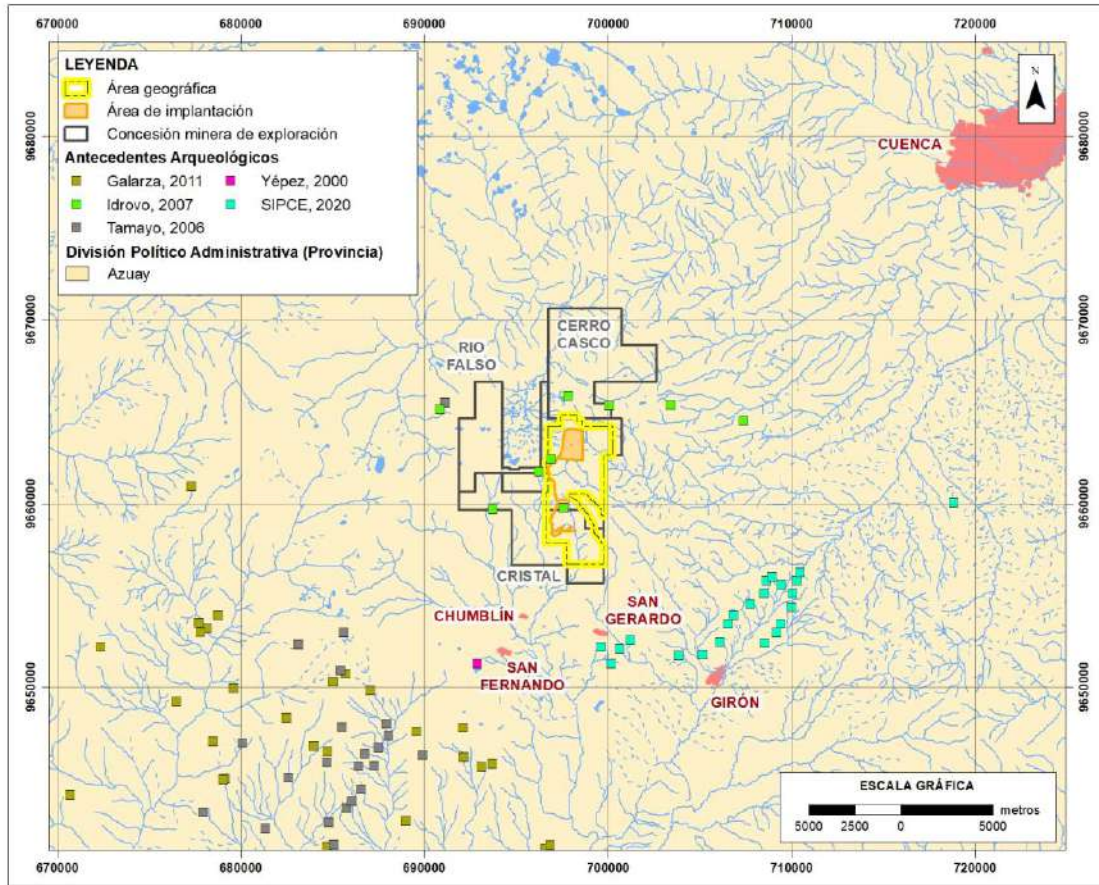 670000 680000 690000 700000 710000 720000
LEYENDA
Área geográfica
Área de implantación
Concesión minera de exploración
Antecedentes Arqueológicos
Galarza, 2011
Yépez, 2000
Idrovo, 2007
SIPCE, 2020
Tamayo, 2006
División Político Administrativa (Provincia)
Azuay
N
9680000
9680000
CUENCA
9670000
9670000
CERRO
CASCO
RIO
FALSO
9660000
9660000
CRISTAL
CHUMBLÍN
SAN
GERARDO
SAN
FERNANDO
GIRÓN
9650000
9650000
ESCALA GRÁFICA
metros
5000 2500 0 5000
670000 680000 690000 700000 710000 720000